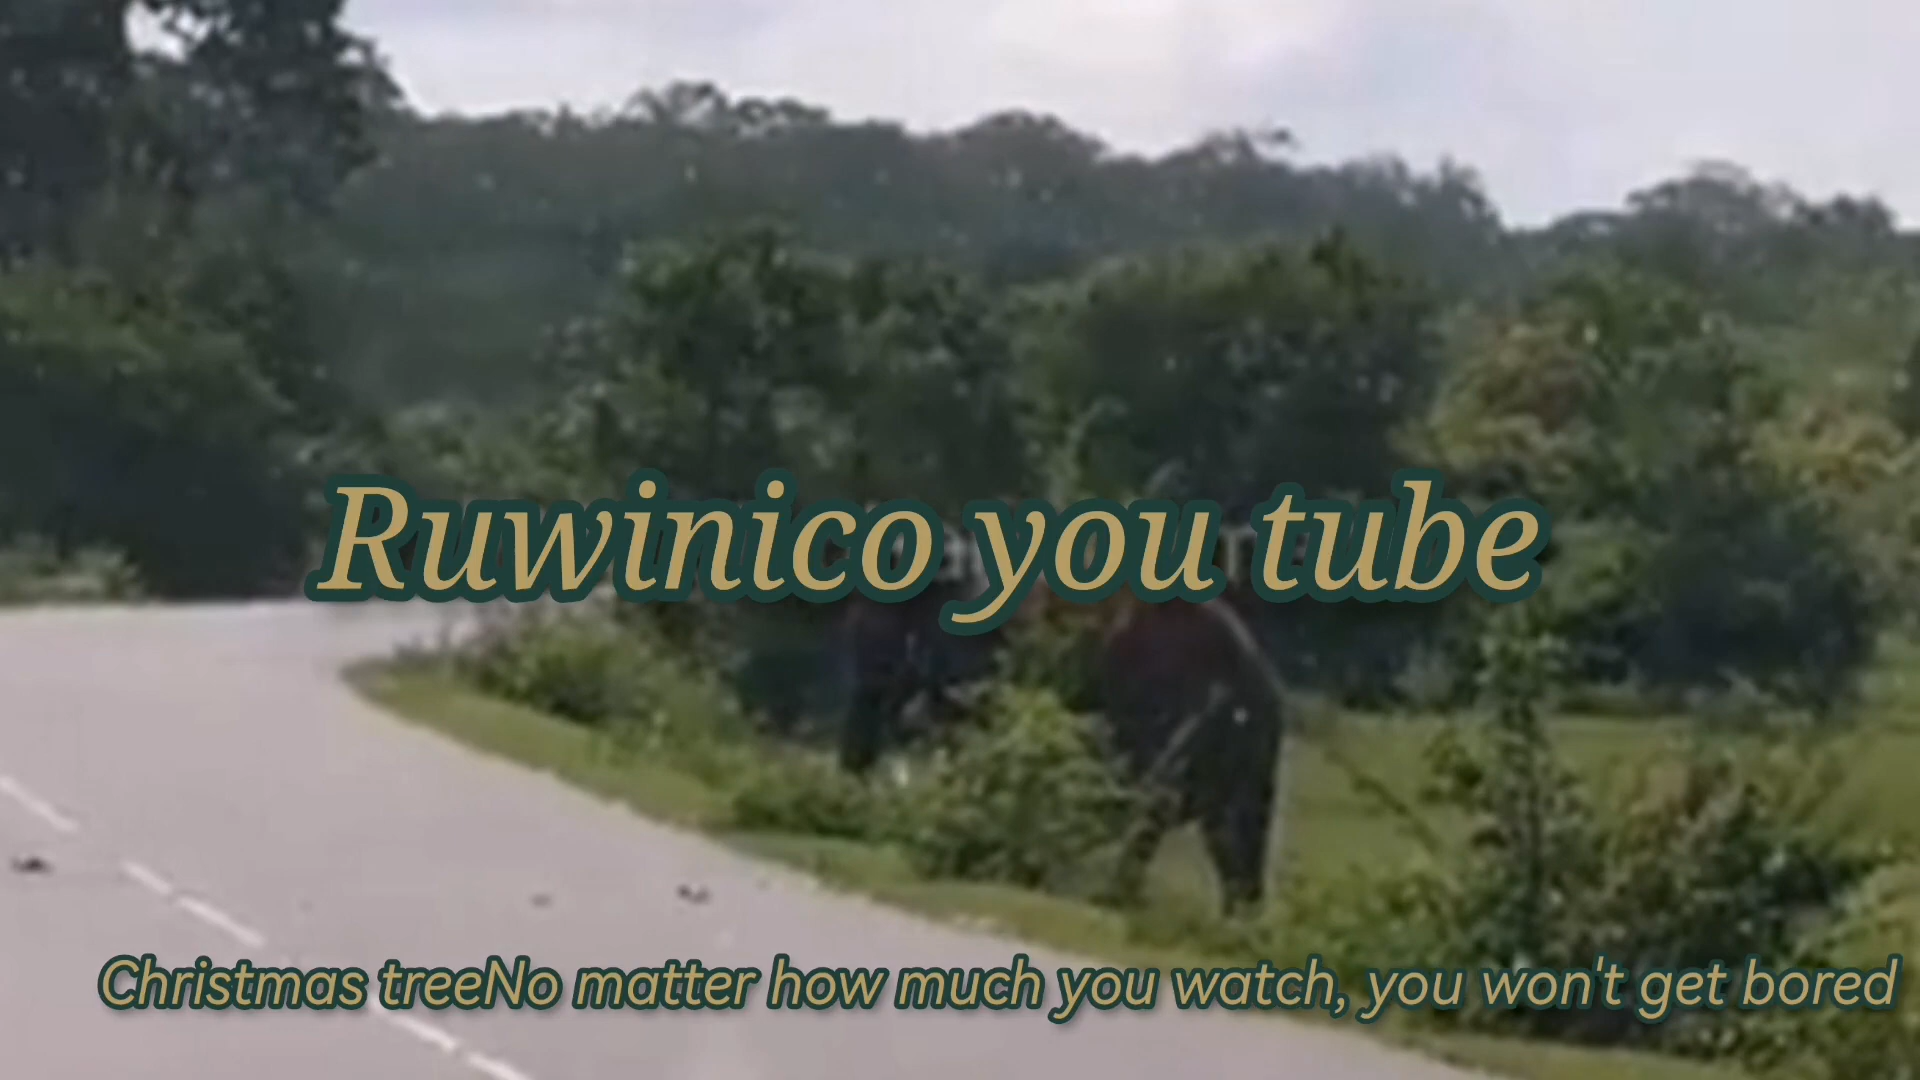 Ruwinico you tube
Christmas treeNo matter how much you watch, you won't get bored